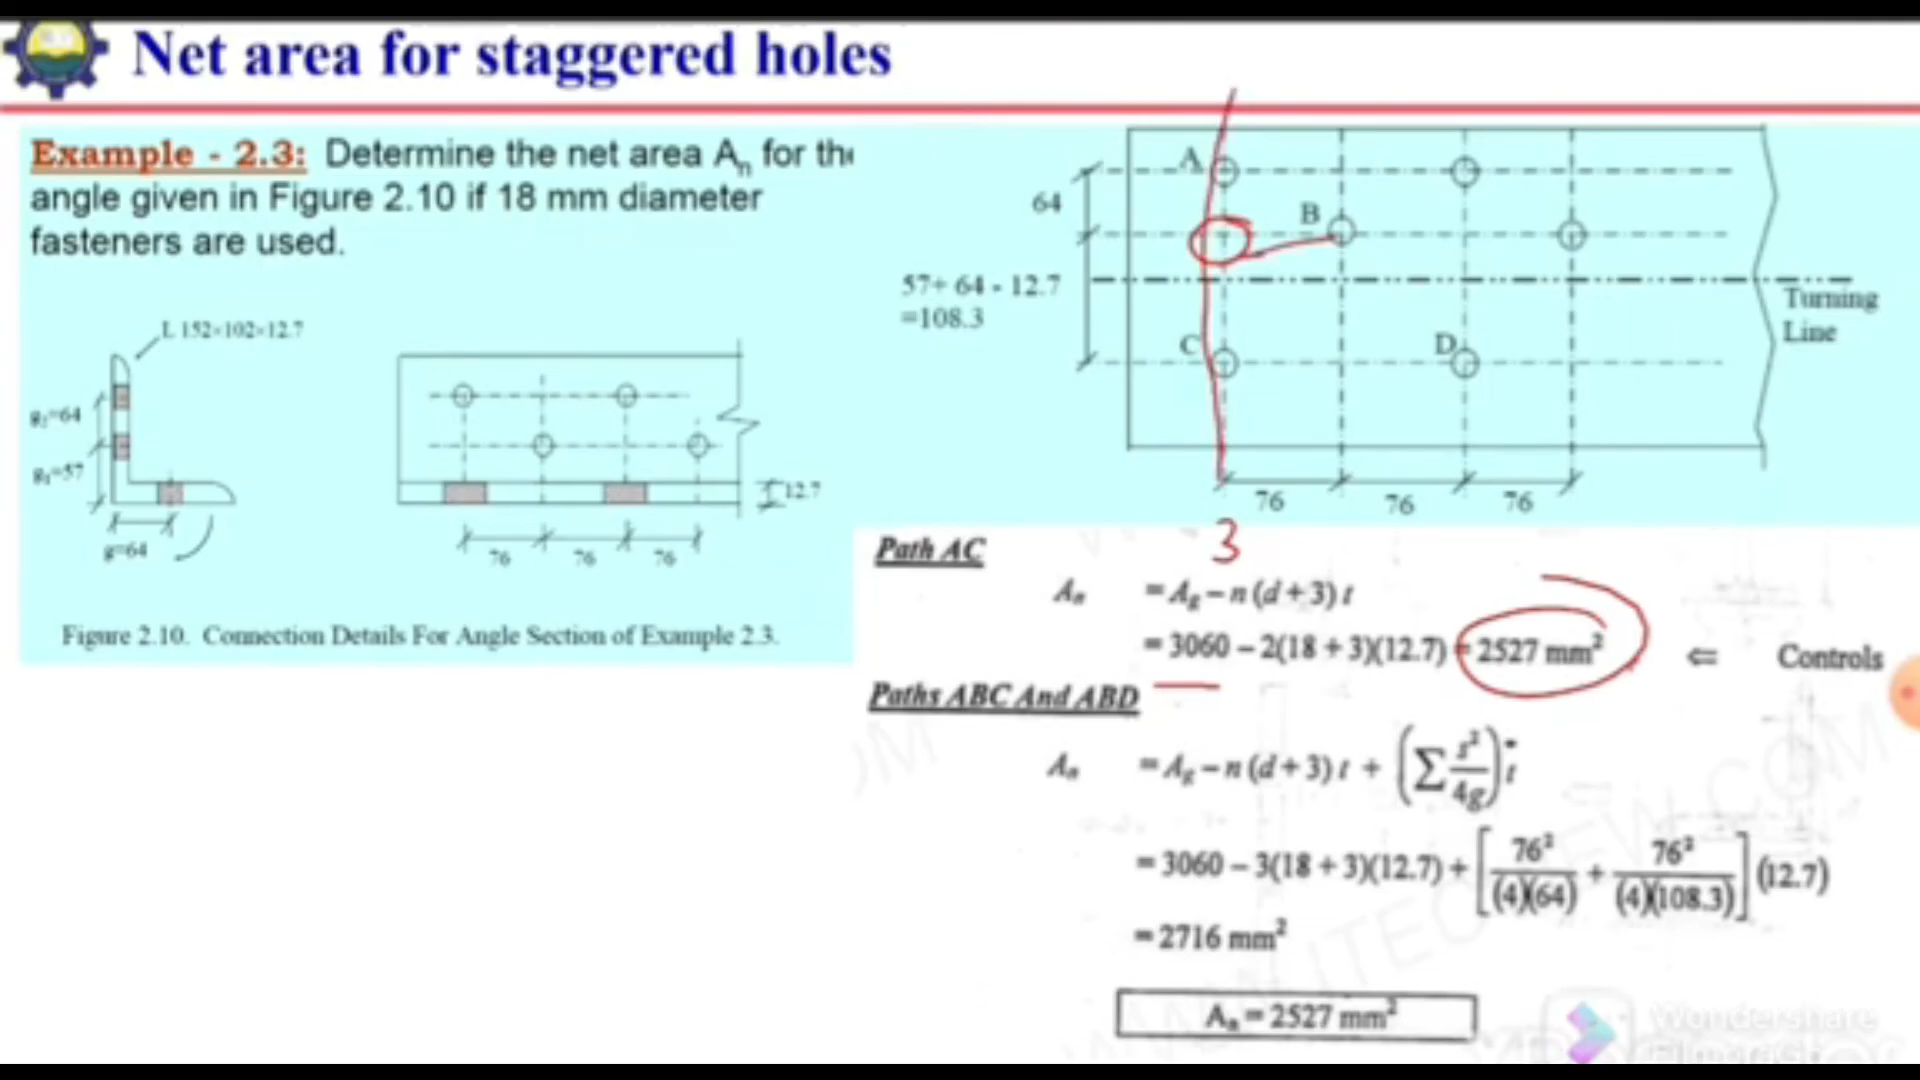 Net area for staggered holes
Example - 2.3: Determine the net area Aₙ for the
angle given in Figure 2.10 if 18 mm diameter
fasteners are used.
L 152×102×12.7
g₂=64
g₁=57
g=64
12.7
76 76 76
Figure 2.10. Connection Details For Angle Section of Example 2.3.
A
64
B
57+ 64 - 12.7
=108.3
Turning
Line
C
D
76 76 76
3
Path AC
Aₙ = A_g – n (d + 3) t
= 3060 – 2(18 + 3)(12.7) = 2527 mm² ⇐ Controls
Paths ABC And ABD
Aₙ = A_g – n (d + 3) t + (∑ s²/4g) t
= 3060 – 3(18 + 3)(12.7) + [76²/(4)(64) + 76²/(4)(108.3)] (12.7)
= 2716 mm²
Aₙ = 2527 mm²
Wondershare